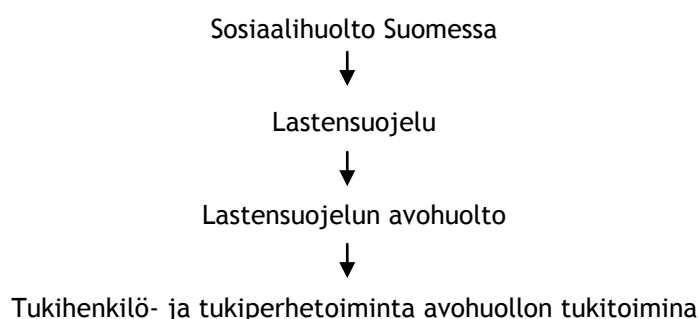 Sosiaalihuolto Suomessa
Lastensuojelu
Lastensuojelun avohuolto
Tukihenkilö- ja tukiperhetoiminta avohuollon tukitoimina